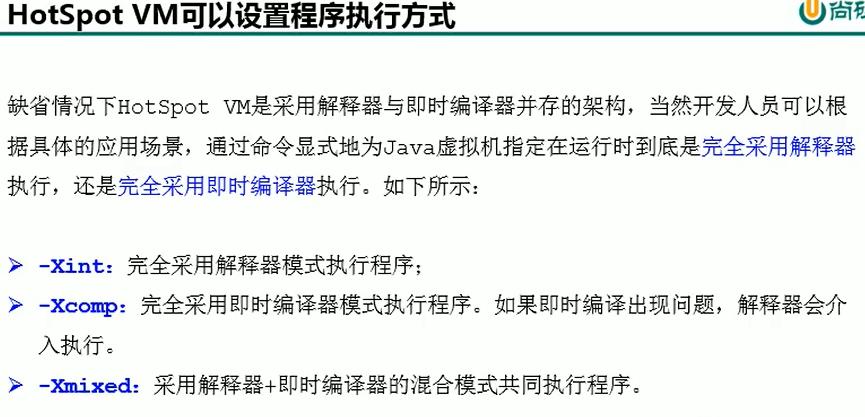 HotSpot VM可以设置程序执行方式
尚
缺省情况下HotSpot VM是采用解释器与即时编译器并存的架构，当然开发人员可以根
据具体的应用场景，通过命令显式地为Java虚拟机指定在运行时到底是完全采用解释器
执行，还是完全采用即时编译器执行。如下所示：
-Xint：完全采用解释器模式执行程序；
-Xcomp：完全采用即时编译器模式执行程序。如果即时编译出现问题，解释器会介
入执行。
-Xmixed：采用解释器+即时编译器的混合模式共同执行程序。